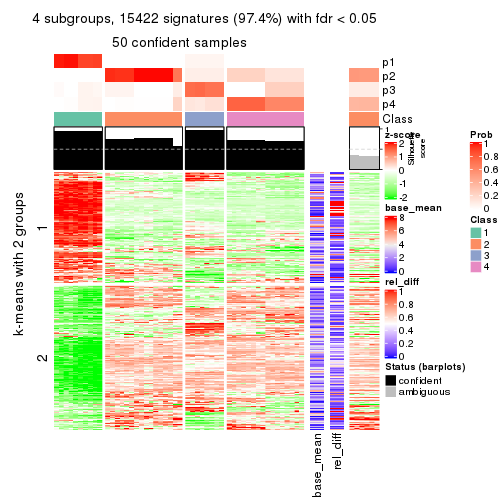 4 subgroups, 15422 signatures (97.4%) with fdr < 0.05
50 confident samples
p1
p2
p3
p4
Class
1
Silhouette
score
z-score
2
1
0
-1
-2
Prob
1
0.8
0.6
0.4
0.2
0
base_mean
8
6
4
2
0
Class
1
2
3
4
rel_diff
1
0.8
0.6
0.4
0.2
0
Status (barplots)
confident
ambiguous
k-means with 2 groups
1
2
base_mean
rel_diff